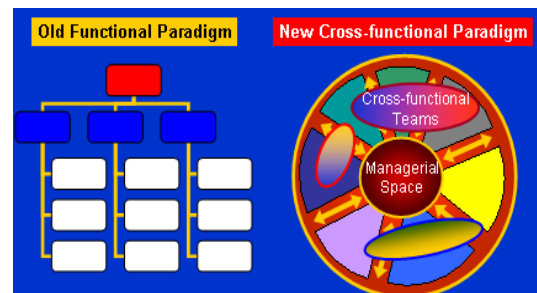 Old Functional Paradigm
New Cross-functional Paradigm
Cross-functional
Teams
Managerial
Space